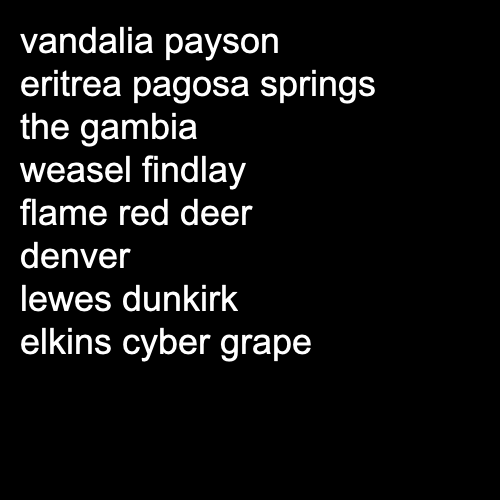 vandalia payson
eritrea pagosa springs
the gambia
weasel findlay
flame red deer
denver
lewes dunkirk
elkins cyber grape